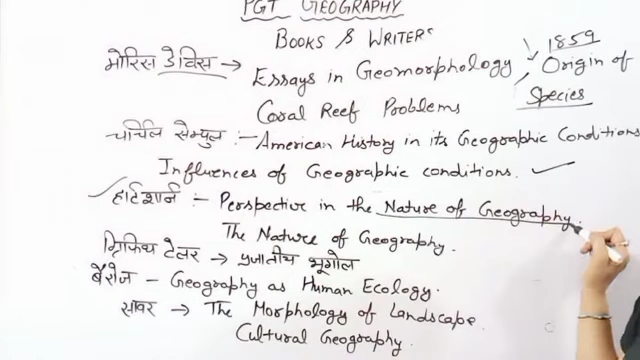 PGT GEOGRAPHY
BOOKS & WRITERS
मोरिस डेविस → Essays in Geomorphology
Coral Reef Problems
1859
Origin of
Species
चर्चिल सेम्पुल :- American History in its Geographic Conditions
Influences of Geographic conditions.
हार्टशार्न :- Perspective in the Nature of Geography.
The Nature of Geography.
ग्रिफिथ टेलर → प्रजातीय भूगोल
बैरोज - Geography as Human Ecology.
सावर → The Morphology of Landscape
Cultural Geography.